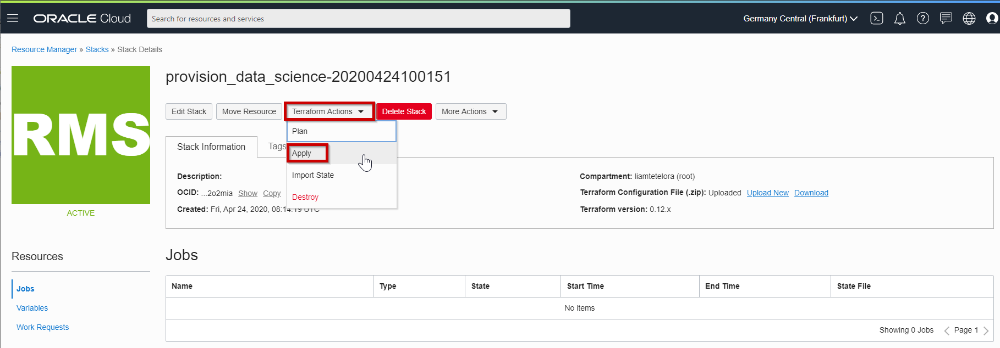 ORACLE Cloud
Search for resources and services
Germany Central (Frankfurt)
Resource Manager » Stacks » Stack Details
RMS
ACTIVE
provision_data_science-20200424100151
Edit Stack
Move Resource
Terraform Actions
Delete Stack
More Actions
Plan
Apply
Import State
Destroy
Stack Information
Tags
Description:
OCID: ...2o2mia Show Copy
Created: Fri, Apr 24, 2020, 08:14:19 UTC
Compartment: liamtetelora (root)
Terraform Configuration File (.zip): Uploaded Upload New Download
Terraform version: 0.12.x
Resources
Jobs
Variables
Work Requests
Jobs
Name Type State Start Time End Time State File
No items
Showing 0 Jobs Page 1